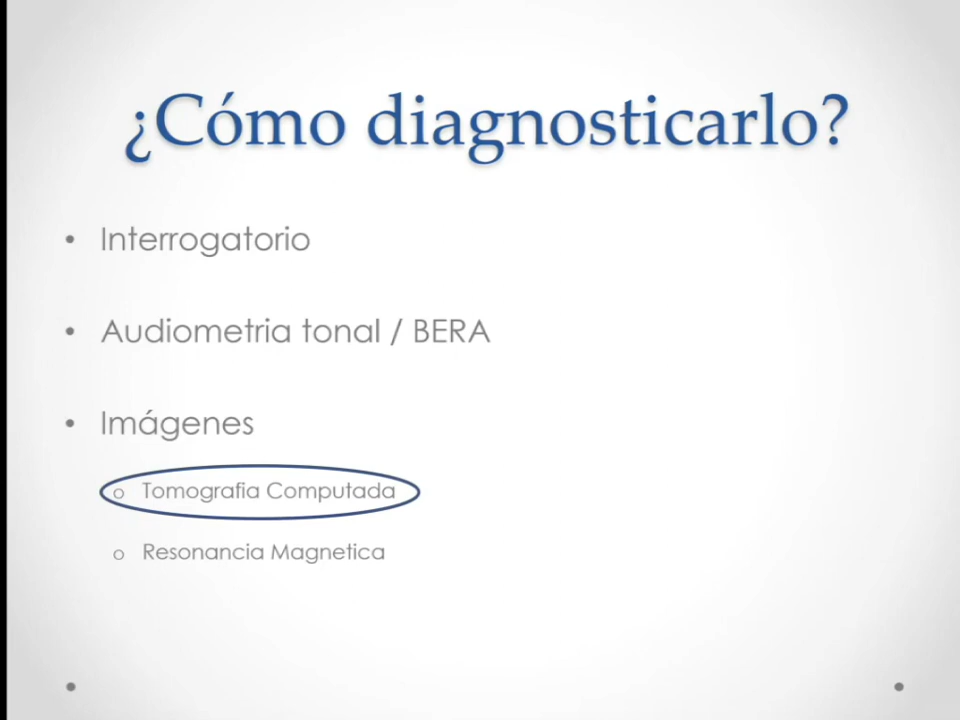 ¿Cómo diagnosticarlo?
• Interrogatorio
• Audiometria tonal / BERA
• Imágenes
o Tomografia Computada
o Resonancia Magnetica